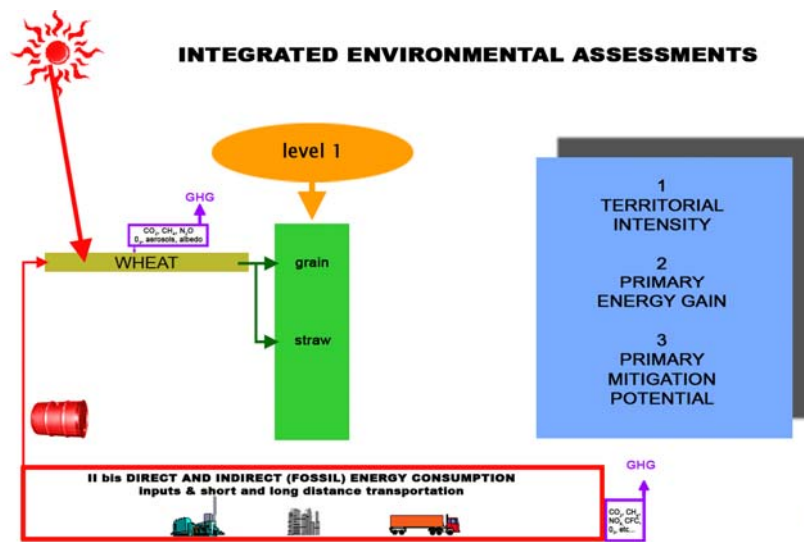 INTEGRATED ENVIRONMENTAL ASSESSMENTS
level 1
GHG
CO₂, CH₄, N₂O
O₃, aerosols, albedo
WHEAT
grain
straw
1
TERRITORIAL
INTENSITY
2
PRIMARY
ENERGY GAIN
3
PRIMARY
MITIGATION
POTENTIAL
II bis DIRECT AND INDIRECT (FOSSIL) ENERGY CONSUMPTION
inputs & short and long distance transportation
GHG
CO₂, CH₄,
NO, CFC,
O₃, etc...